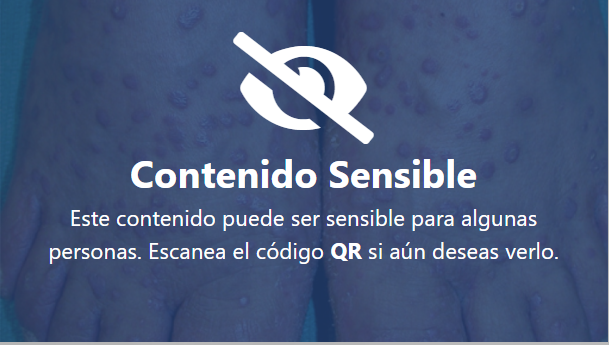 Contenido Sensible
Este contenido puede ser sensible para algunas
personas. Escanea el código QR si aún deseas verlo.